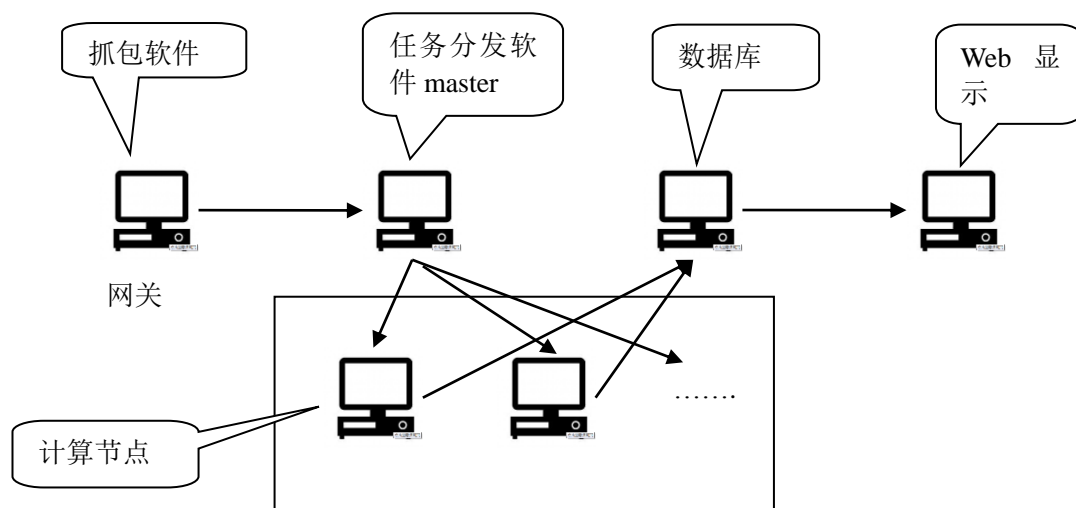 抓包软件
任务分发软
件 master
数据库
Web 显
示
网关
.......
计算节点